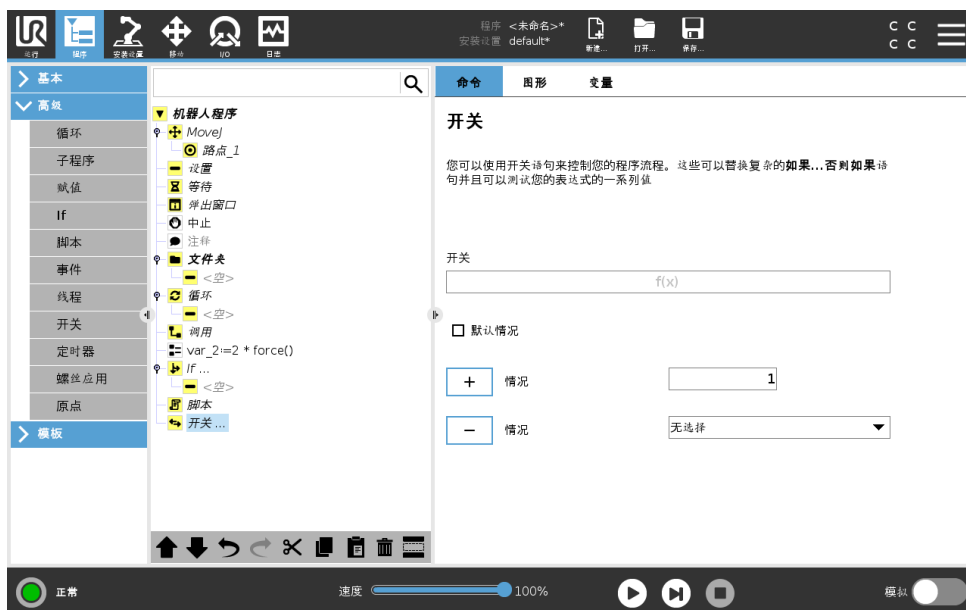 UR
运行
程序
安装设置
移动
I/O
日志
程序 <未命名>*
安装设置 default*
新建...
打开...
保存...
C C
C C
基本
高级
循环
子程序
赋值
If
脚本
事件
线程
开关
定时器
螺丝应用
原点
模板
机器人程序
MoveJ
路点_1
设置
等待
弹出窗口
中止
注释
文件夹
<空>
循环
<空>
调用
var_2:=2 * force()
If ...
<空>
脚本
开关 ...
命令 图形 变量
开关
您可以使用开关语句来控制您的程序流程。这些可以替换复杂的如果...否则如果语
句并且可以测试您的表达式的一系列值
开关
f(x)
默认情况
+ 情况 1
− 情况 无选择
正常
速度 100%
模拟